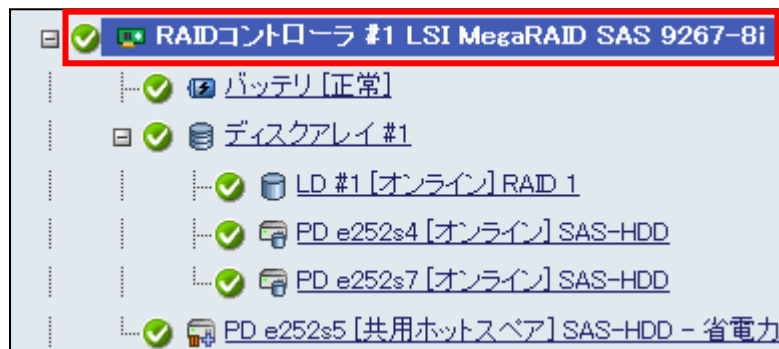 RAIDコントローラ #1 LSI MegaRAID SAS 9267-8i
バッテリ [正常]
ディスクアレイ #1
LD #1 [オンライン] RAID 1
PD e252s4 [オンライン] SAS-HDD
PD e252s7 [オンライン] SAS-HDD
PD e252s5 [共用ホットスペア] SAS-HDD - 省電力